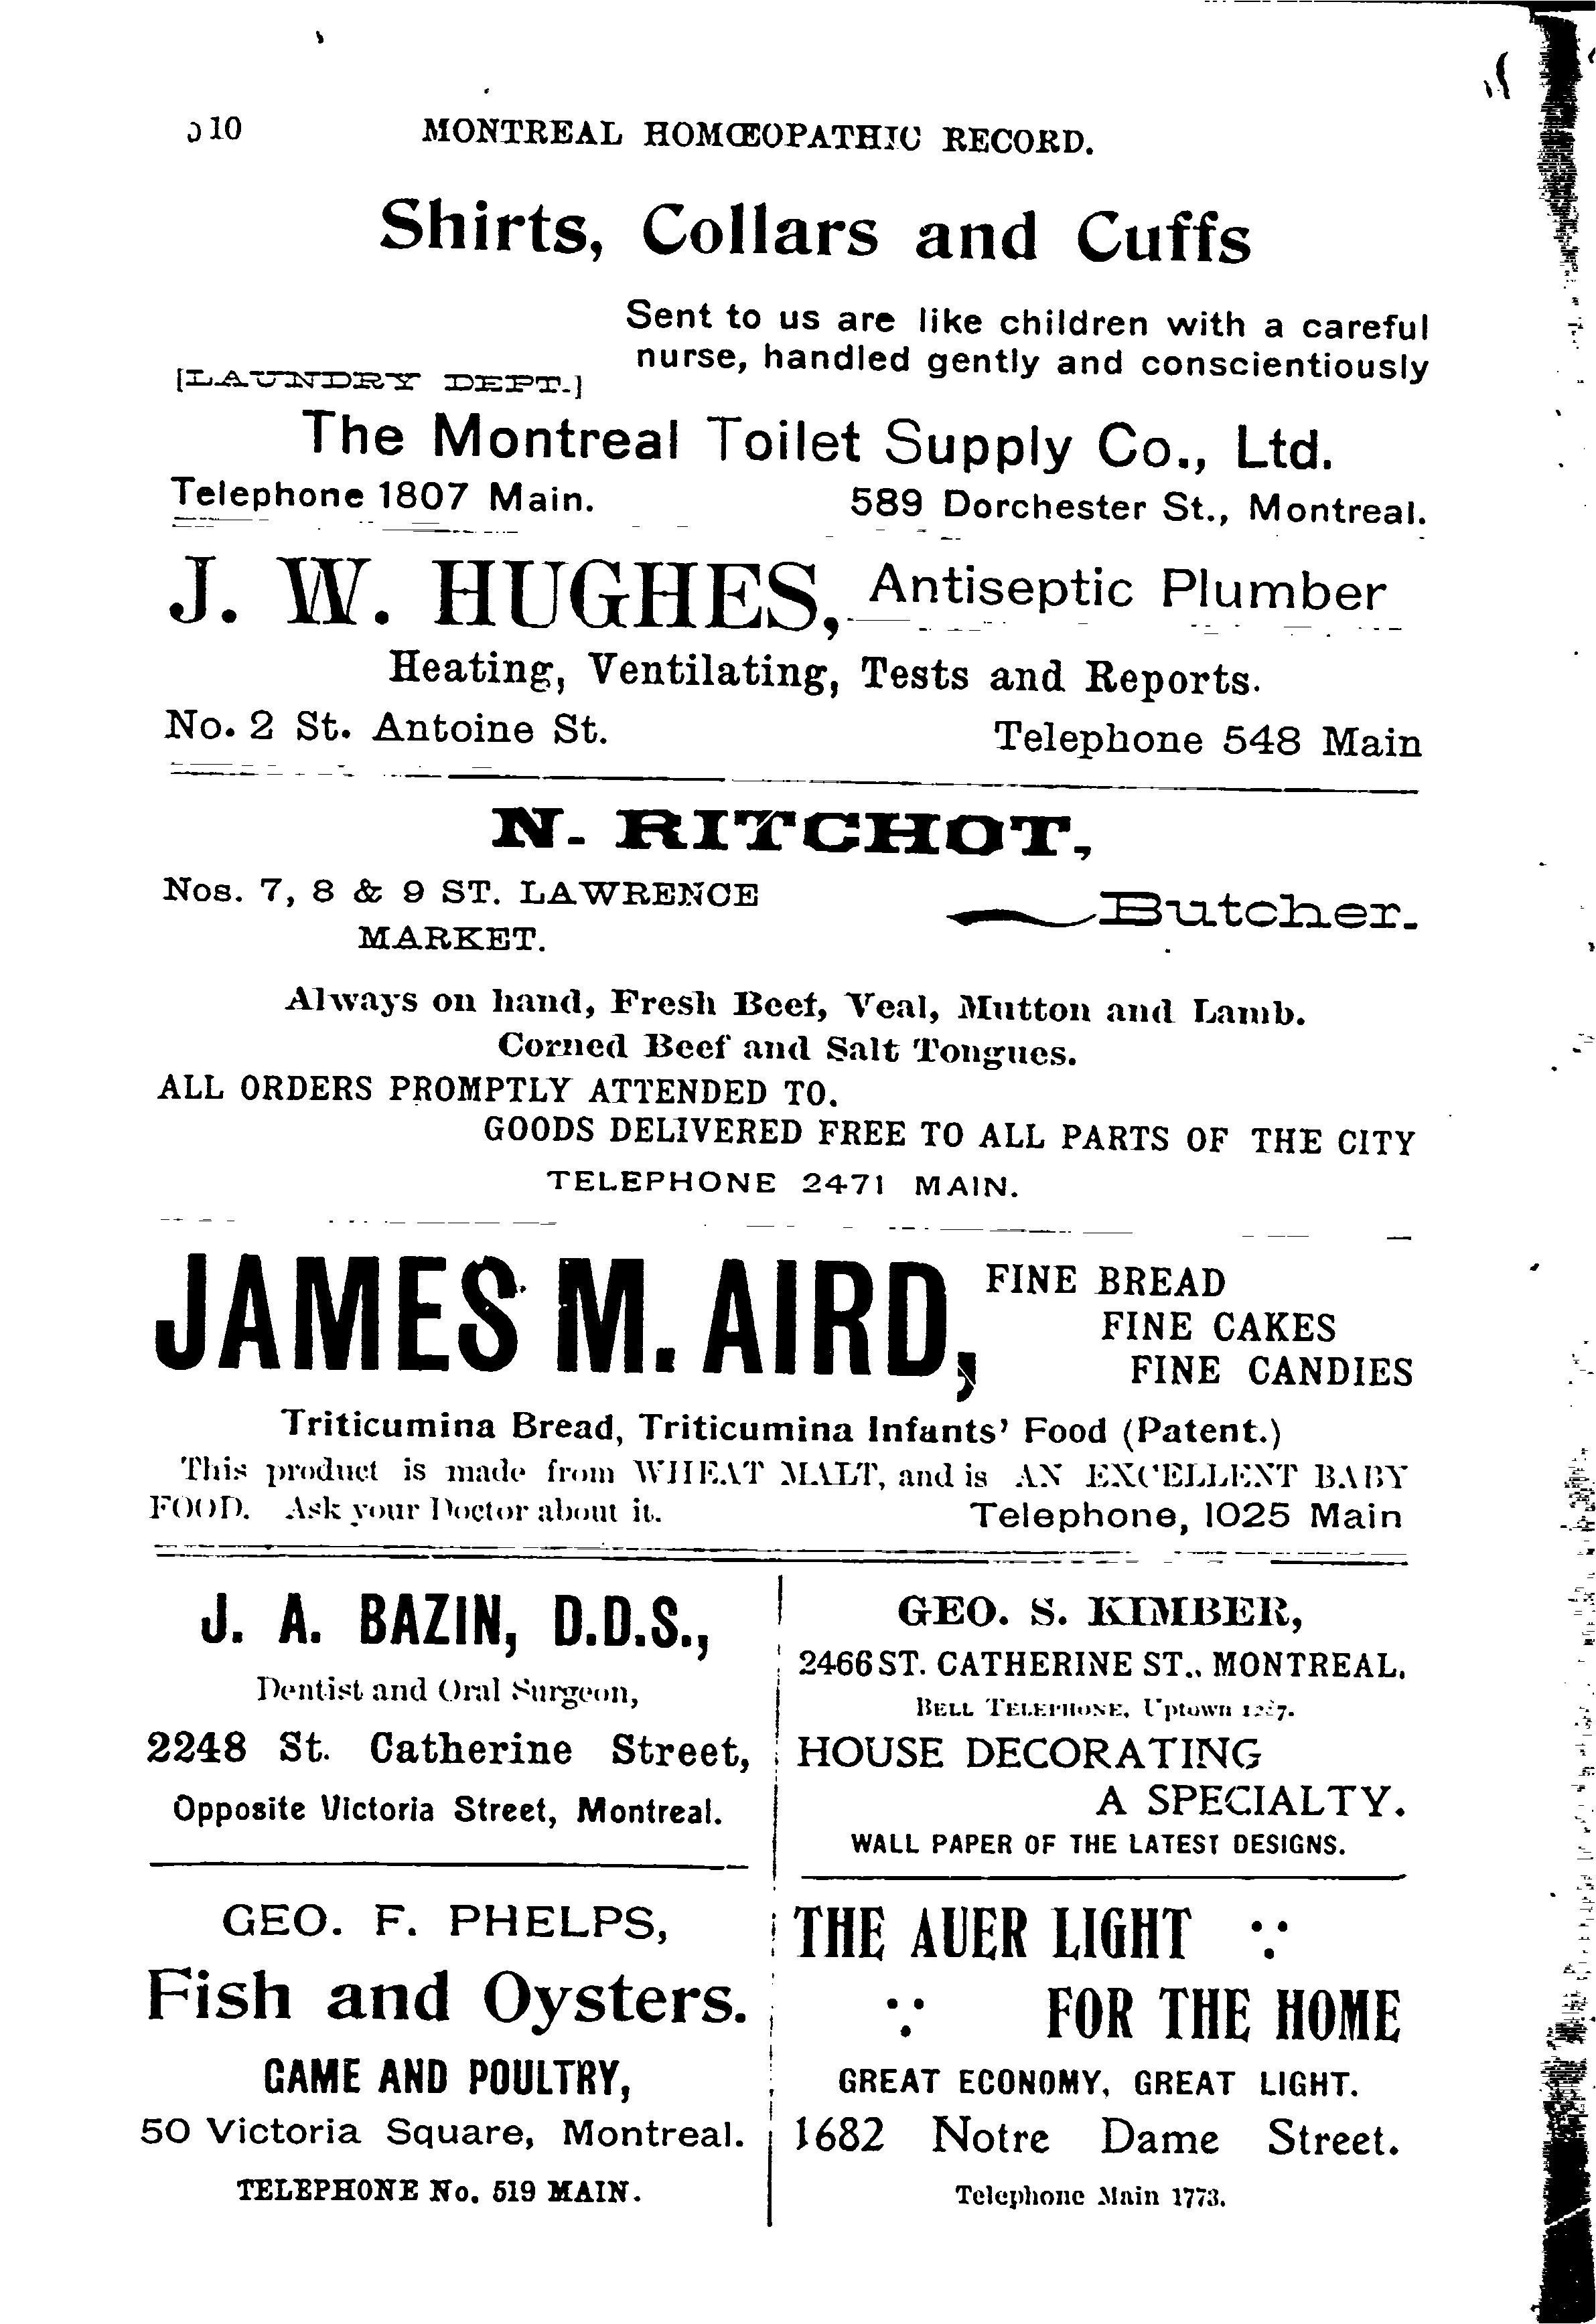 10
MONTREAL HOMŒOPATHIC RECORD.
Shirts, Collars and Cuffs
Sent to us are like children with a careful
nurse, handled gently and conscientiously
[LAUNDRY DEPT.]
The Montreal Toilet Supply Co., Ltd.
Telephone 1807 Main. 589 Dorchester St., Montreal.
J. W. HUGHES, Antiseptic Plumber
Heating, Ventilating, Tests and Reports.
No. 2 St. Antoine St. Telephone 548 Main
N. RITCHOT,
Nos. 7, 8 & 9 ST. LAWRENCE
MARKET.
Butcher.
Always on hand, Fresh Beef, Veal, Mutton and Lamb.
Corned Beef and Salt Tongues.
ALL ORDERS PROMPTLY ATTENDED TO.
GOODS DELIVERED FREE TO ALL PARTS OF THE CITY
TELEPHONE 2471 MAIN.
JAMES M. AIRD,
FINE BREAD
FINE CAKES
FINE CANDIES
Triticumina Bread, Triticumina Infants' Food (Patent.)
This product is made from WHEAT MALT, and is AN EXCELLENT BABY
FOOD. Ask your Doctor about it. Telephone, 1025 Main
J. A. BAZIN, D.D.S.,
Dentist and Oral Surgeon,
2248 St. Catherine Street,
Opposite Victoria Street, Montreal.
GEO. S. KIMBER,
2466 ST. CATHERINE ST., MONTREAL.
BELL TELEPHONE, Uptown
HOUSE DECORATING
A SPECIALTY.
WALL PAPER OF THE LATEST DESIGNS.
GEO. F. PHELPS,
Fish and Oysters.
GAME AND POULTRY,
50 Victoria Square, Montreal.
TELEPHONE No. 519 MAIN.
THE AUER LIGHT
FOR THE HOME
GREAT ECONOMY, GREAT LIGHT.
1682 Notre Dame Street.
Telephone Main 1773.